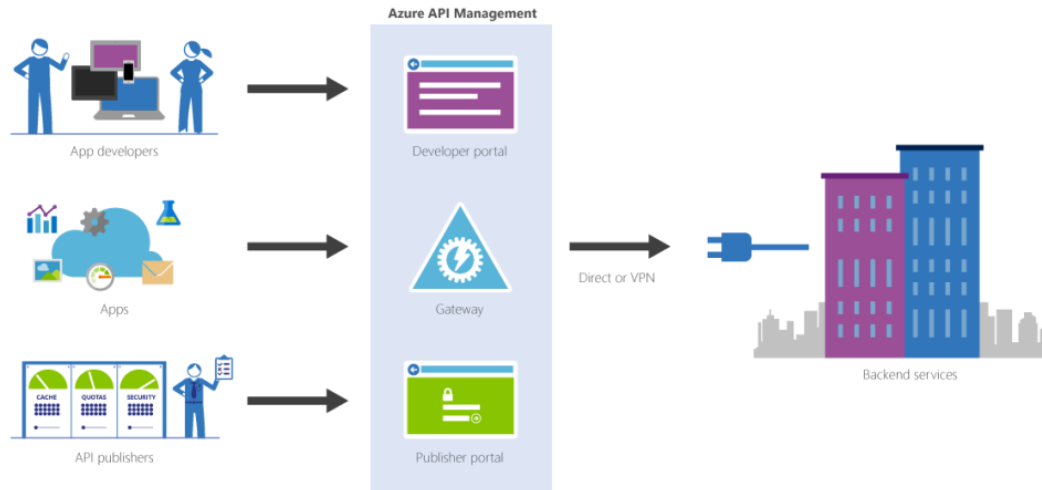 Azure API Management
App developers
Developer portal
Apps
Gateway
Direct or VPN
Backend services
CACHE
QUOTAS
SECURITY
API publishers
Publisher portal